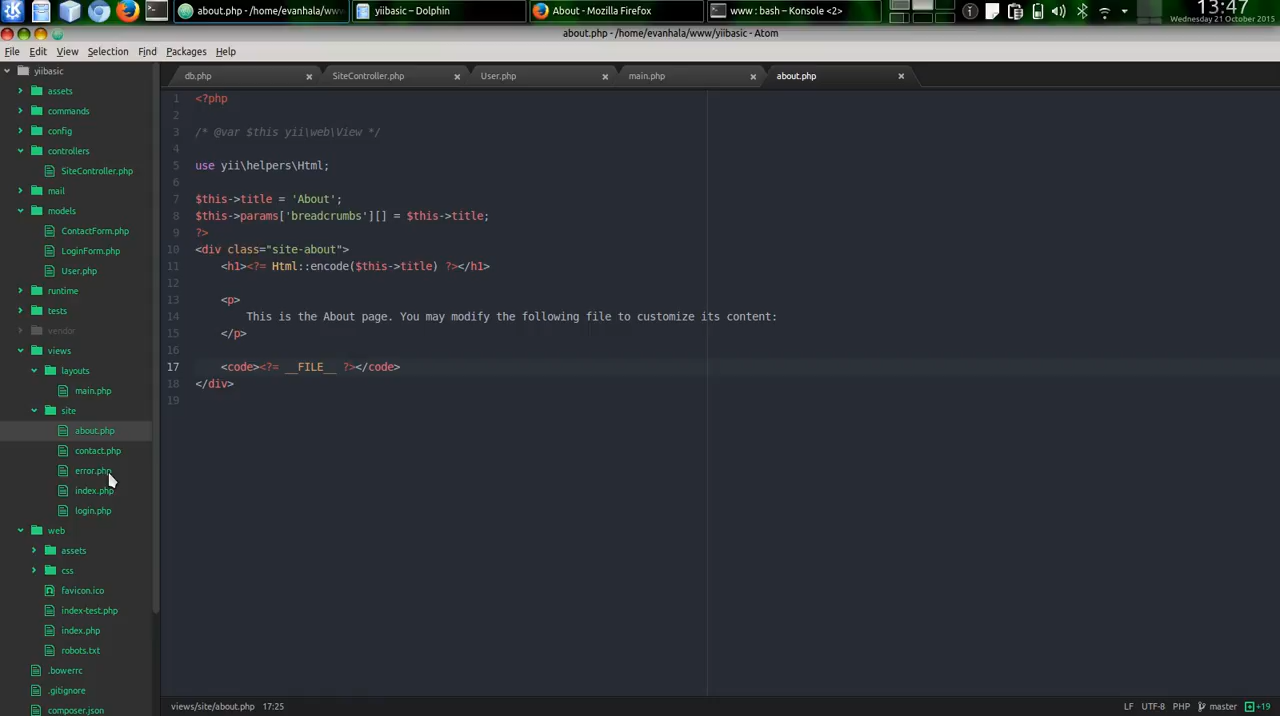 about.php - /home/evanhala/www
yiibasic – Dolphin
About - Mozilla Firefox
www : bash – Konsole <2>
13:47
Wednesday 21 October 2015
about.php - /home/evanhala/www/yiibasic - Atom
File Edit View Selection Find Packages Help
yiibasic
assets
commands
config
controllers
SiteController.php
mail
models
ContactForm.php
LoginForm.php
User.php
runtime
tests
vendor
views
layouts
main.php
site
about.php
contact.php
error.php
index.php
login.php
web
assets
css
favicon.ico
index-test.php
index.php
robots.txt
.bowerrc
.gitignore
composer.json
db.php SiteController.php User.php main.php about.php
1 <?php
2
3 /* @var $this yii\web\View */
4
5 use yii\helpers\Html;
6
7 $this->title = 'About';
8 $this->params['breadcrumbs'][] = $this->title;
9 ?>
10 <div class="site-about">
11 <h1><?= Html::encode($this->title) ?></h1>
12
13 <p>
14 This is the About page. You may modify the following file to customize its content:
15 </p>
16
17 <code><?= __FILE__ ?></code>
18 </div>
19
views/site/about.php 17:25 LF UTF-8 PHP master +19